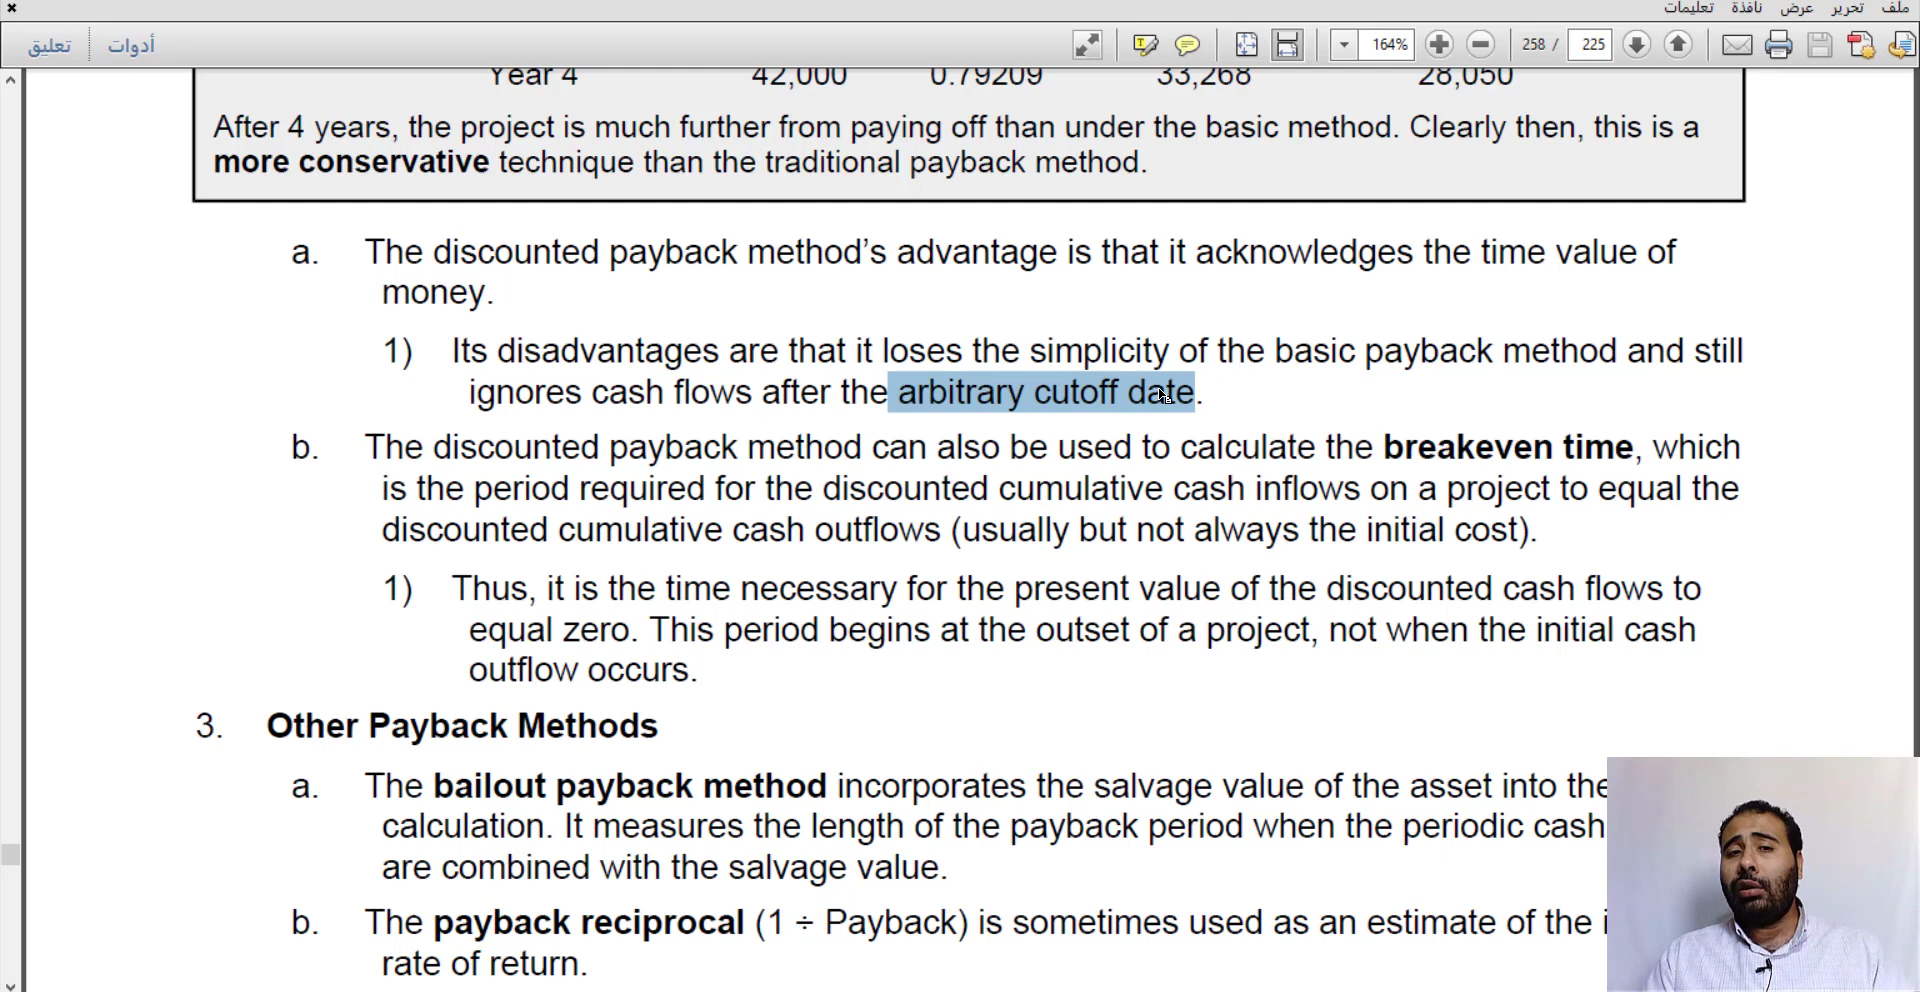 ملف تحرير عرض نافذة تعليمات
أدوات تعليق 164% 258 / 225
Year 4 42,000 0.79209 33,268 28,050
After 4 years, the project is much further from paying off than under the basic method. Clearly then, this is a
more conservative technique than the traditional payback method.
a. The discounted payback method’s advantage is that it acknowledges the time value of
money.
1) Its disadvantages are that it loses the simplicity of the basic payback method and still
ignores cash flows after the arbitrary cutoff date.
b. The discounted payback method can also be used to calculate the breakeven time, which
is the period required for the discounted cumulative cash inflows on a project to equal the
discounted cumulative cash outflows (usually but not always the initial cost).
1) Thus, it is the time necessary for the present value of the discounted cash flows to
equal zero. This period begins at the outset of a project, not when the initial cash
outflow occurs.
3. Other Payback Methods
a. The bailout payback method incorporates the salvage value of the asset into the
calculation. It measures the length of the payback period when the periodic cash
are combined with the salvage value.
b. The payback reciprocal (1 ÷ Payback) is sometimes used as an estimate of the
rate of return.